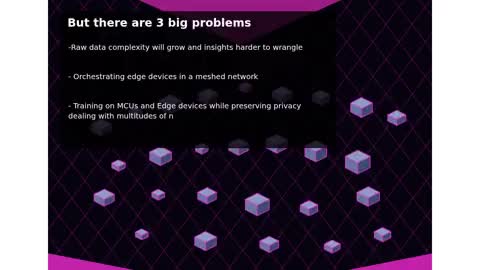 But there are 3 big problems
-Raw data complexity will grow and insights harder to wrangle
- Orchestrating edge devices in a meshed network
- Training on MCUs and Edge devices while preserving privacy
dealing with multitudes of n